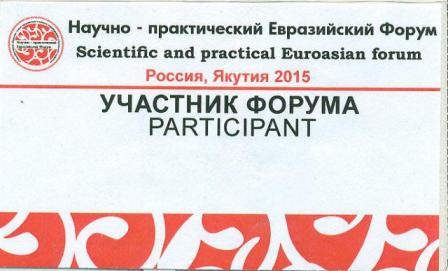 Научно - практический Евразийский Форум
Scientific and practical Euroasian forum
Россия, Якутия 2015
УЧАСТНИК ФОРУМА
PARTICIPANT